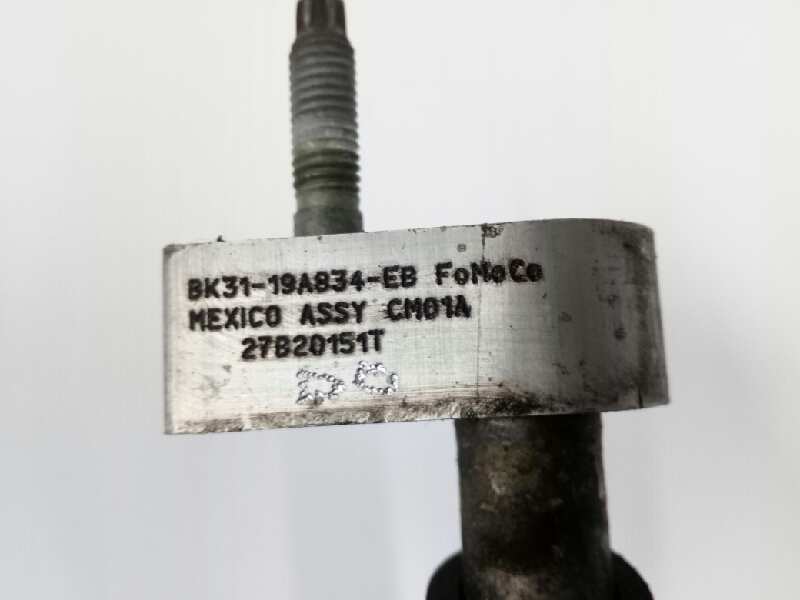 BK31-19A834-EB FoMoCo
MEXICO ASSY CM01A
27820151T